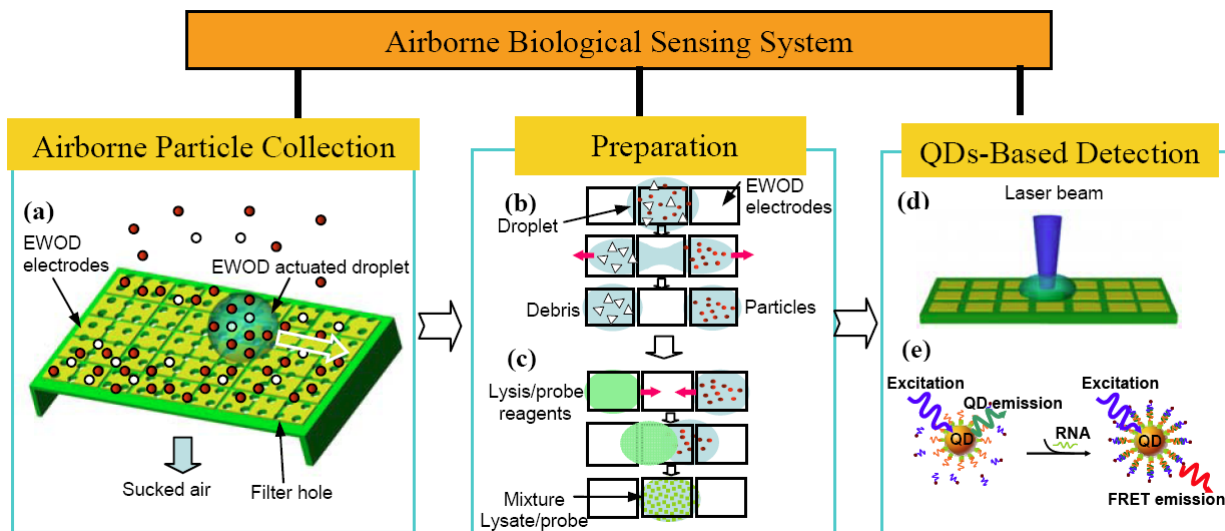 Airborne Biological Sensing System
Airborne Particle Collection
(a)
EWOD
electrodes
EWOD actuated droplet
Sucked air
Filter hole
Preparation
(b)
Droplet
EWOD
electrodes
Debris
Particles
(c)
Lysis/probe
reagents
Mixture
Lysate/probe
QDs-Based Detection
(d)
Laser beam
(e)
Excitation
QD emission
QD
RNA
Excitation
QD
FRET emission